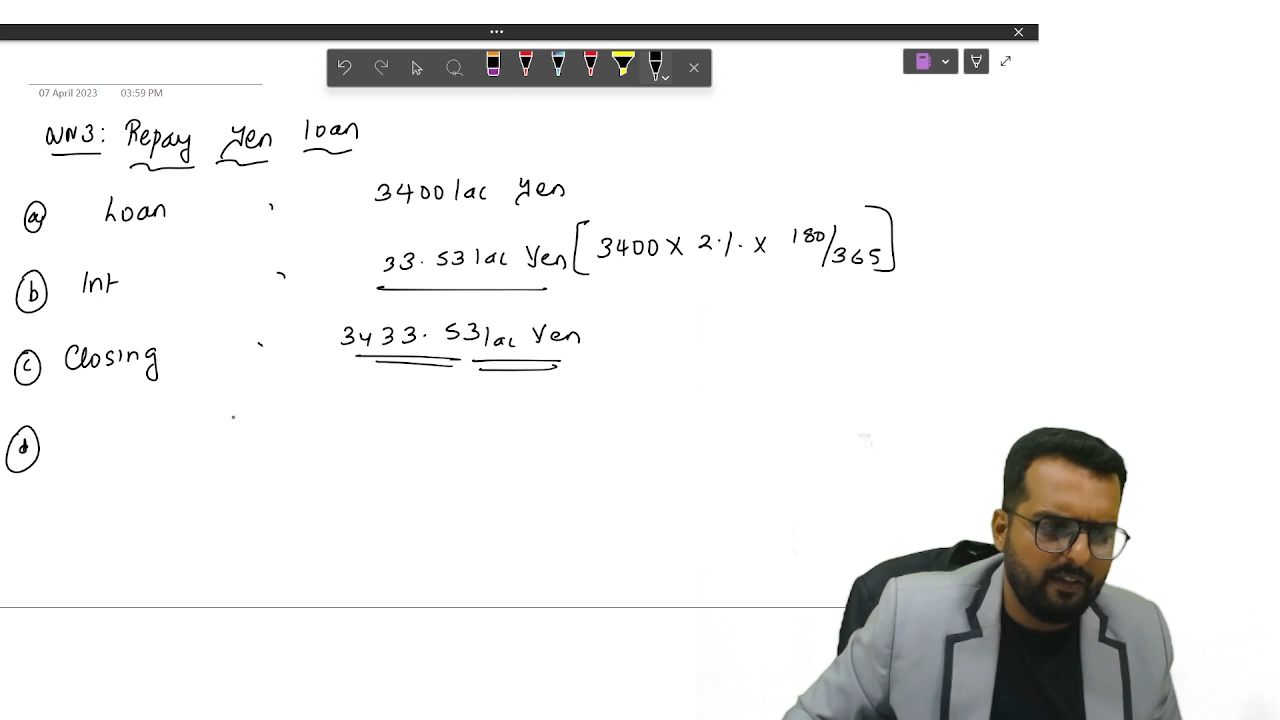 07 April 2023 03:59 PM
WN3: Repay Yen loan
(a) Loan , 3400 lac Yen
(b) Int , 33.53 lac Yen [3400 X 2% X 180/365]
(c) Closing , 3433.53 lac Yen
(d)